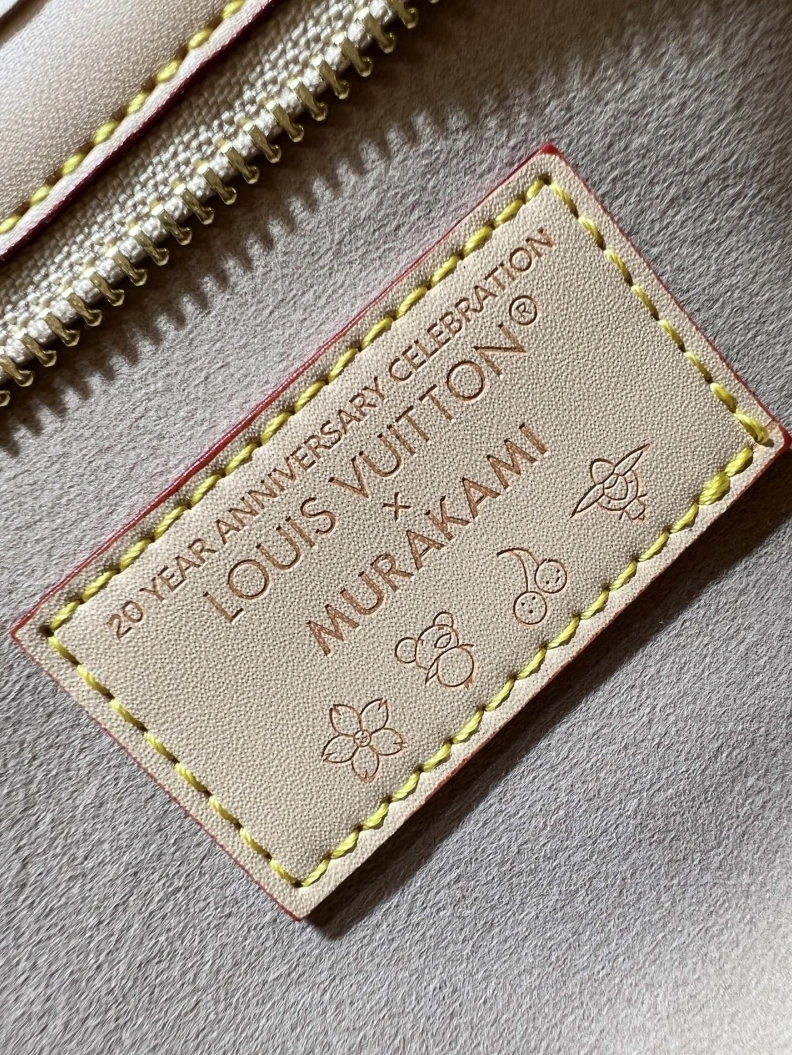 20 YEAR ANNIVERSARY CELEBRATION
LOUIS VUITTON®
×
MURAKAMI